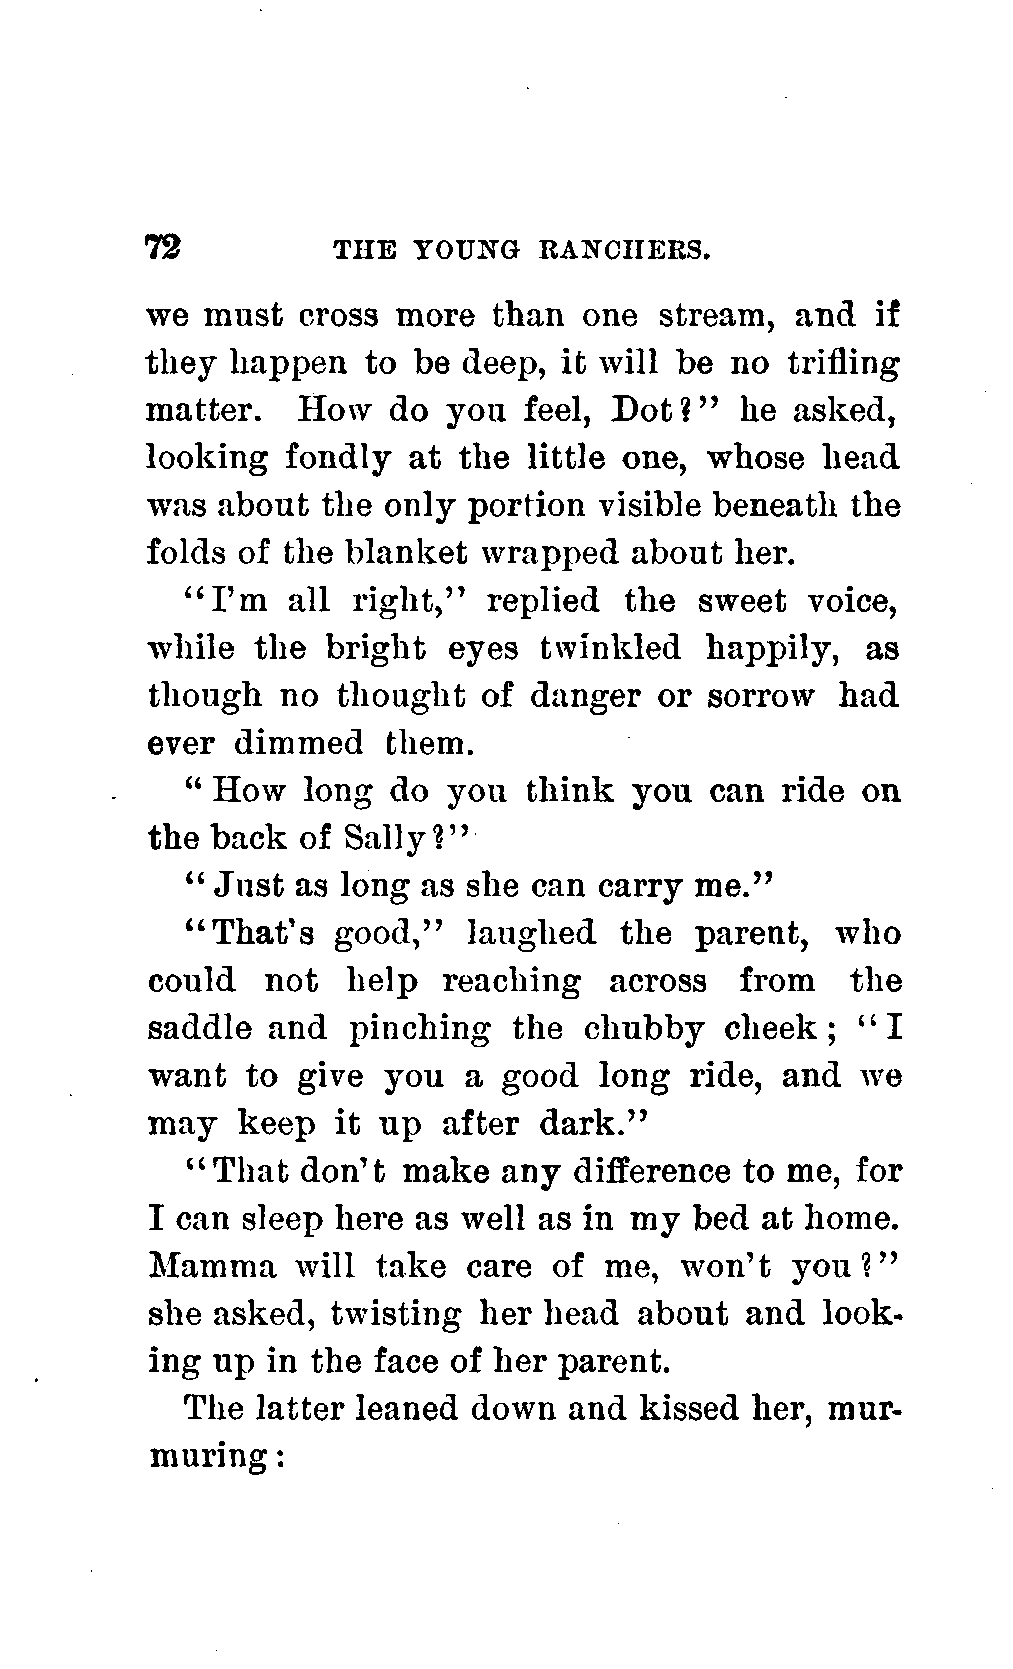 72 THE YOUNG RANCHERS.
we must cross more than one stream, and if
they happen to be deep, it will be no trifling
matter. How do you feel, Dot?" he asked,
looking fondly at the little one, whose head
was about the only portion visible beneath the
folds of the blanket wrapped about her.
"I'm all right," replied the sweet voice,
while the bright eyes twinkled happily, as
though no thought of danger or sorrow had
ever dimmed them.
"How long do you think you can ride on
the back of Sally?"
"Just as long as she can carry me."
"That's good," laughed the parent, who
could not help reaching across from the
saddle and pinching the chubby cheek; "I
want to give you a good long ride, and we
may keep it up after dark."
"That don't make any difference to me, for
I can sleep here as well as in my bed at home.
Mamma will take care of me, won't you?"
she asked, twisting her head about and look-
ing up in the face of her parent.
The latter leaned down and kissed her, mur-
muring: